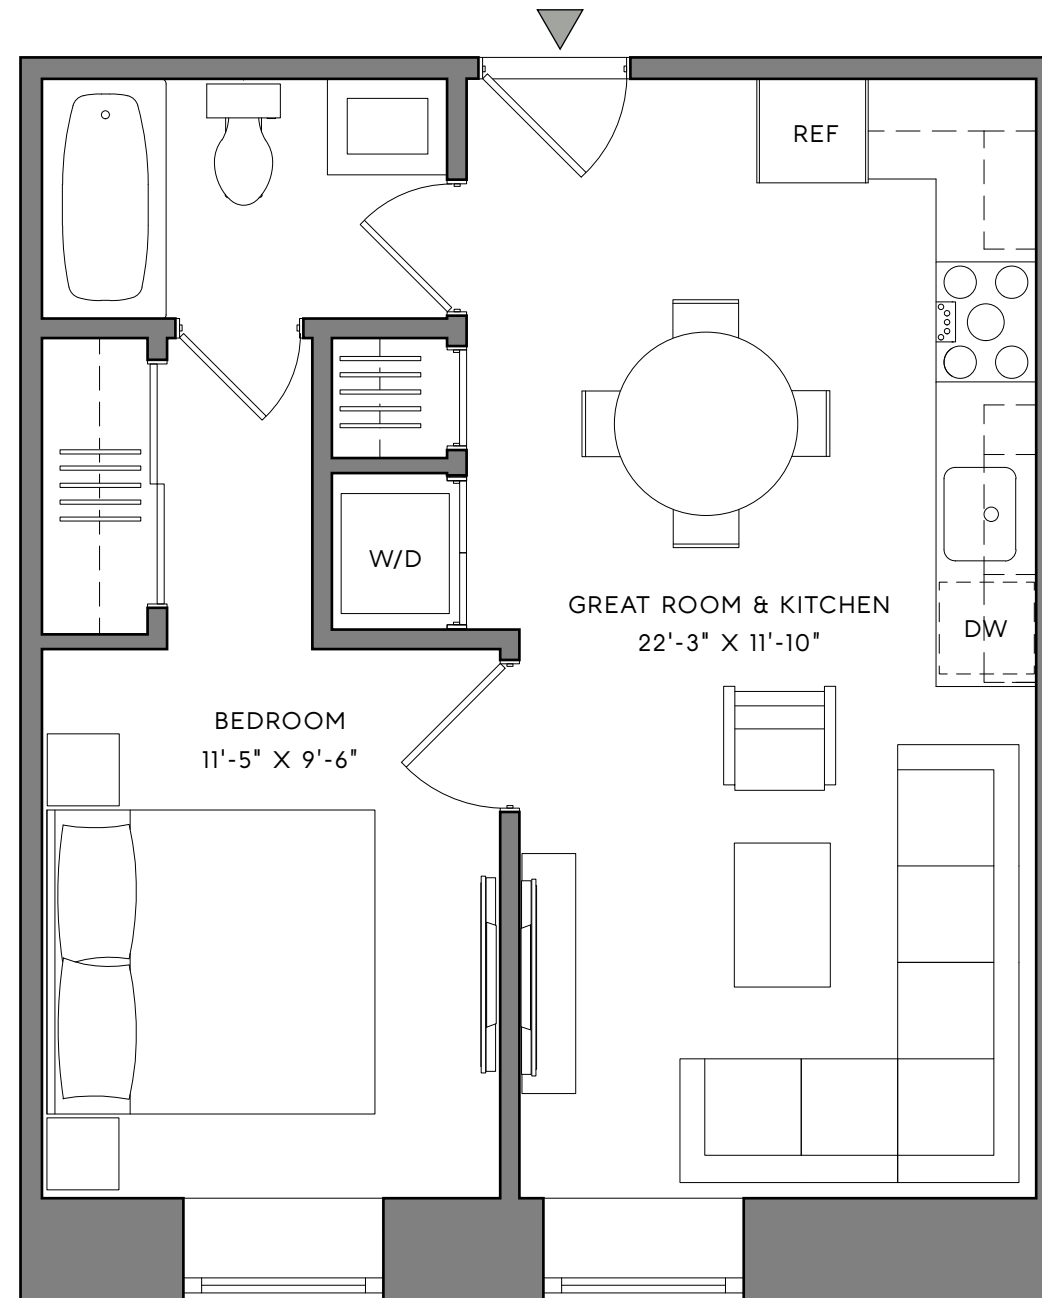 REF
W/D
GREAT ROOM & KITCHEN
22'-3" X 11'-10"
DW
BEDROOM
11'-5" X 9'-6"